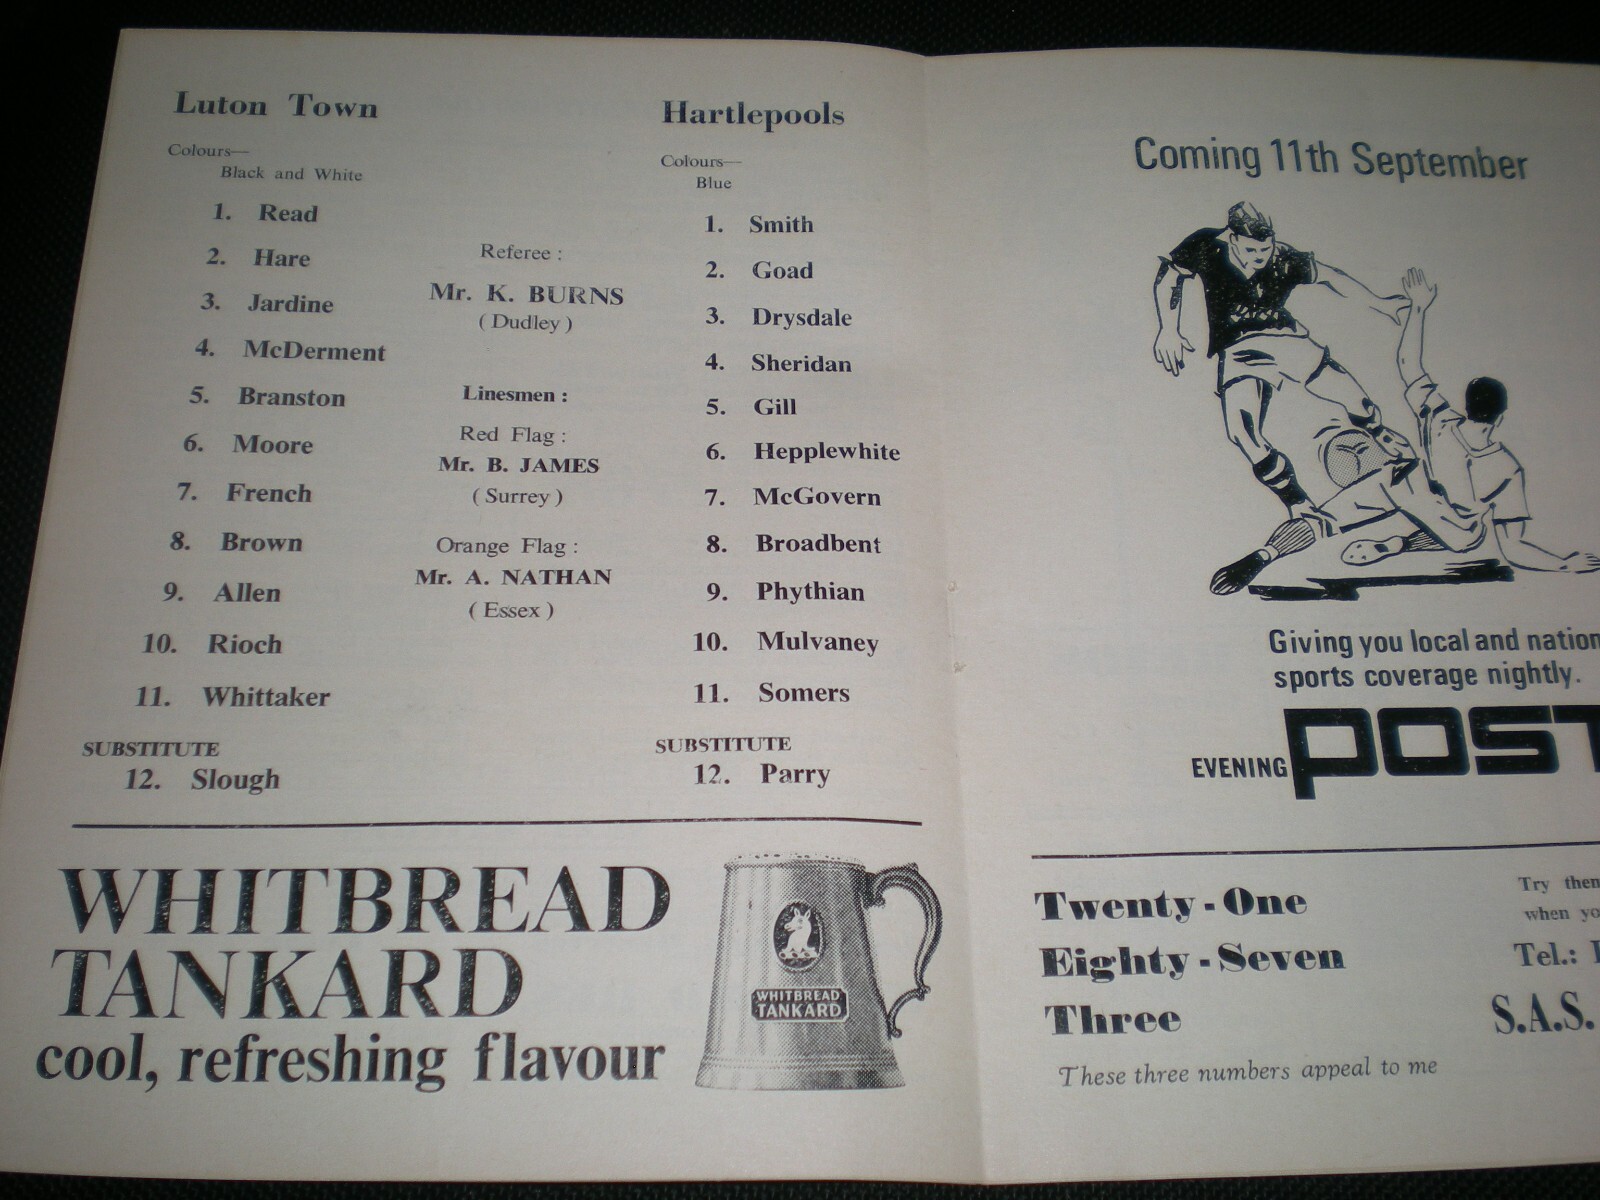 Luton Town
Colours—
Black and White
1. Read
2. Hare
3. Jardine
4. McDerment
5. Branston
6. Moore
7. French
8. Brown
9. Allen
10. Rioch
11. Whittaker
SUBSTITUTE
12. Slough
Referee :
Mr. K. BURNS
( Dudley )
Linesmen :
Red Flag :
Mr. B. JAMES
( Surrey )
Orange Flag :
Mr. A. NATHAN
( Essex )
Hartlepools
Colours—
Blue
1. Smith
2. Goad
3. Drysdale
4. Sheridan
5. Gill
6. Hepplewhite
7. McGovern
8. Broadbent
9. Phythian
10. Mulvaney
11. Somers
SUBSTITUTE
12. Parry
WHITBREAD
TANKARD
cool, refreshing flavour
WHITBREAD
TANKARD
Coming 11th September
Giving you local and nation
sports coverage nightly.
EVENING POST
Twenty-One
Eighty-Seven
Three
These three numbers appeal to me
Try then
when yo
Tel.:
S.A.S.